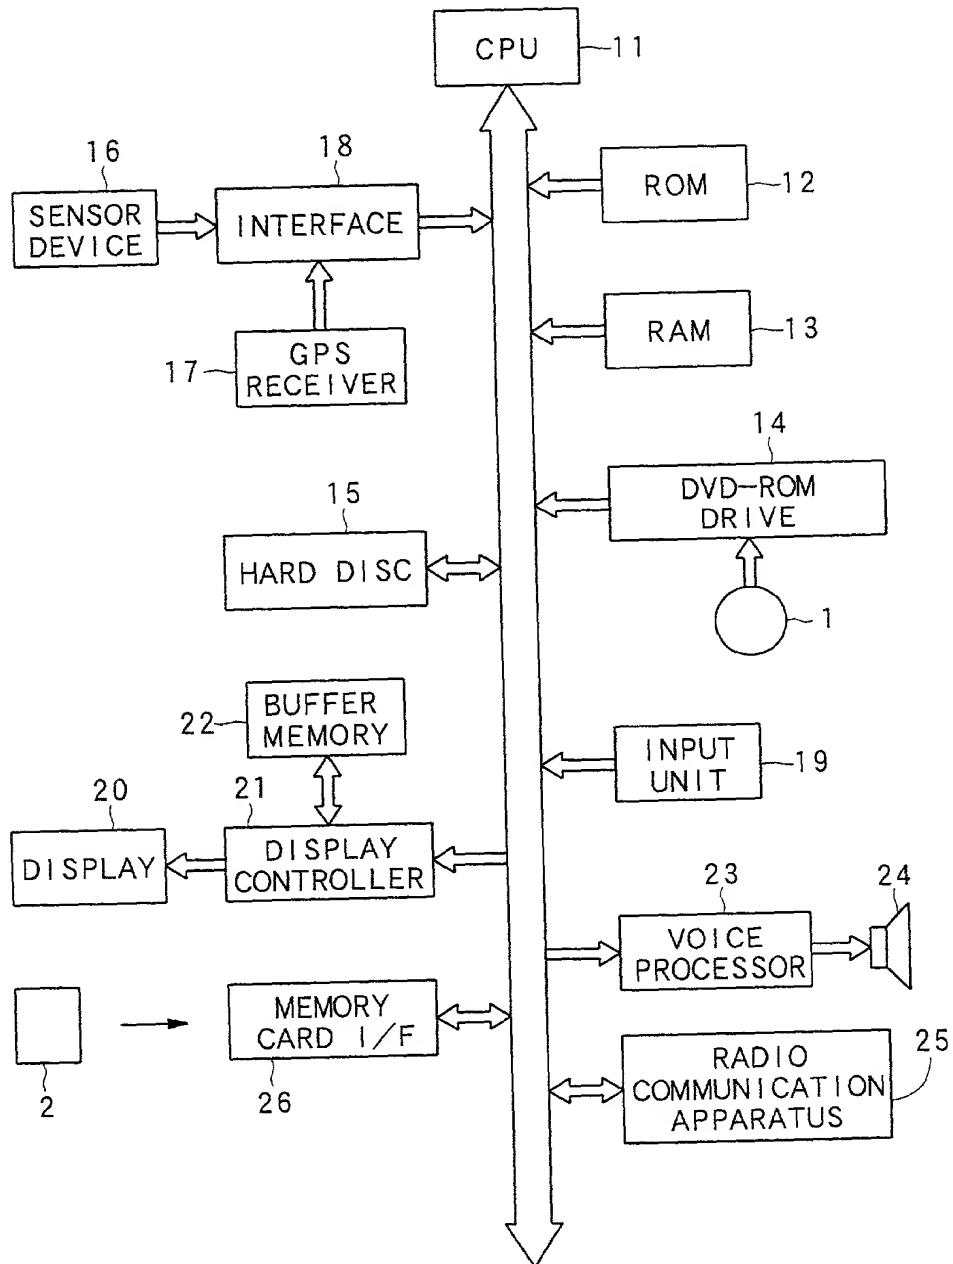 CPU
11
16
18
SENSOR
DEVICE
INTERFACE
ROM
12
17
GPS
RECEIVER
RAM
13
14
15
DVD-ROM
DRIVE
HARD DISC
1
22
BUFFER
MEMORY
INPUT
UNIT
19
20
21
DISPLAY
DISPLAY
CONTROLLER
23
24
VOICE
PROCESSOR
2
MEMORY
CARD I/F
26
25
RADIO
COMMUNICATION
APPARATUS